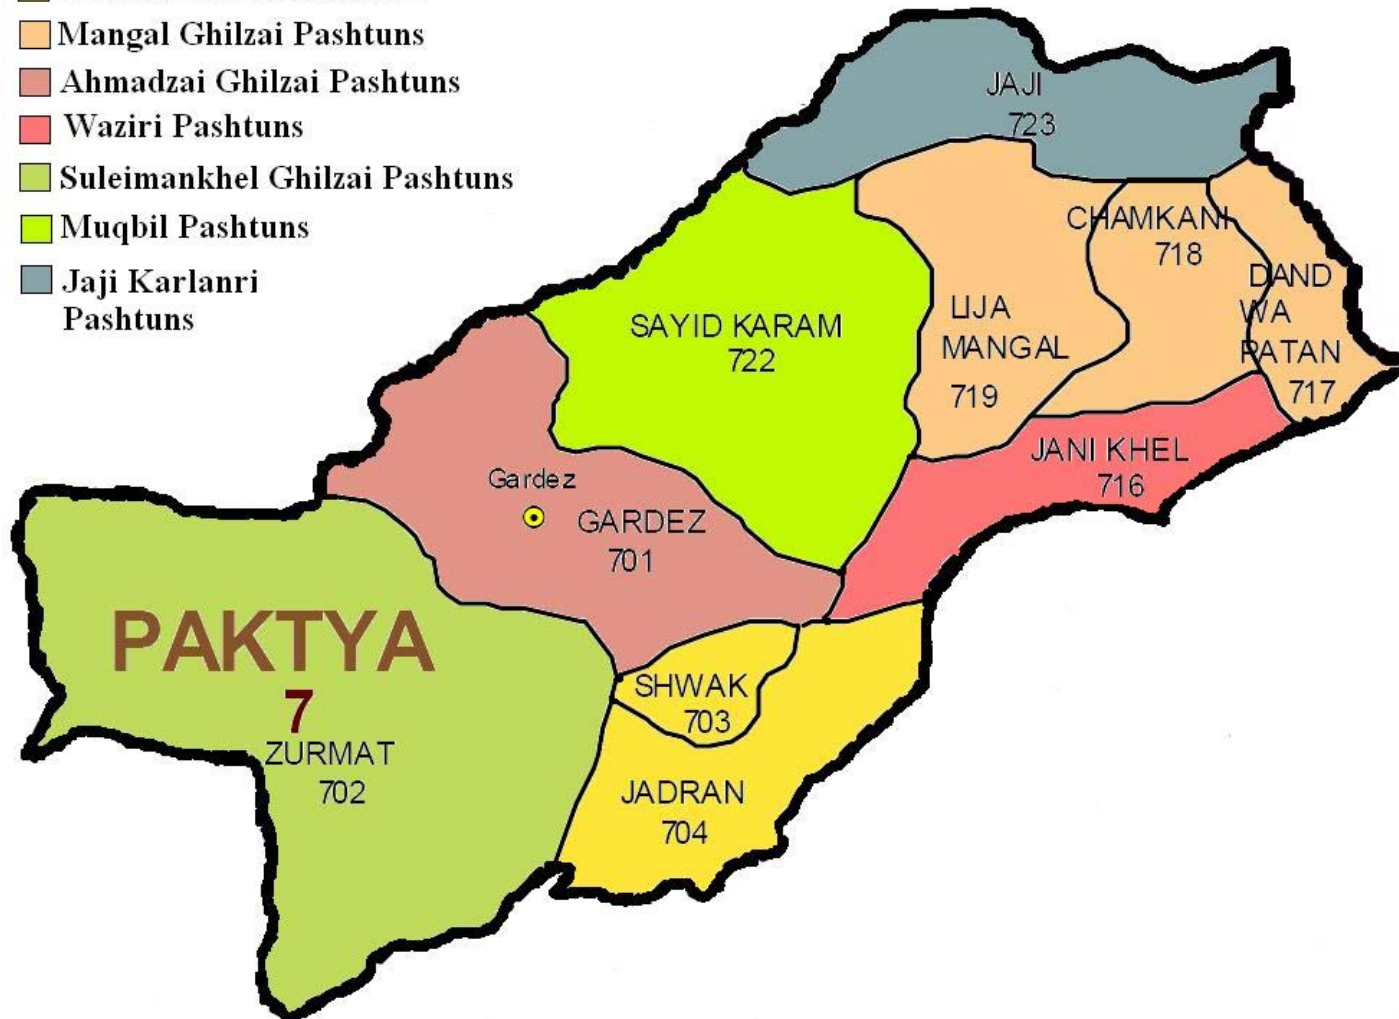 Mangal Ghilzai Pashtuns
Ahmadzai Ghilzai Pashtuns
Waziri Pashtuns
Suleimankhel Ghilzai Pashtuns
Muqbil Pashtuns
Jaji Karlanri
Pashtuns
JAJI
723
CHAMKANI
718
DAND
WA
PATAN
717
LIJA
MANGAL
719
SAYID KARAM
722
JANI KHEL
716
Gardez
GARDEZ
701
PAKTYA
7
ZURMAT
702
SHWAK
703
JADRAN
704